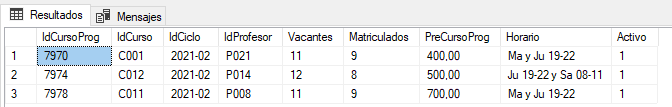 Resultados Mensajes
IdCursoProg IdCurso IdCiclo IdProfesor Vacantes Matriculados PreCursoProg Horario Activo
1 7970 C001 2021-02 P021 11 9 400,00 Ma y Ju 19-22 1
2 7974 C012 2021-02 P014 12 8 500,00 Ju 19-22 y Sa 08-11 1
3 7978 C011 2021-02 P008 11 9 700,00 Ma y Ju 19-22 1